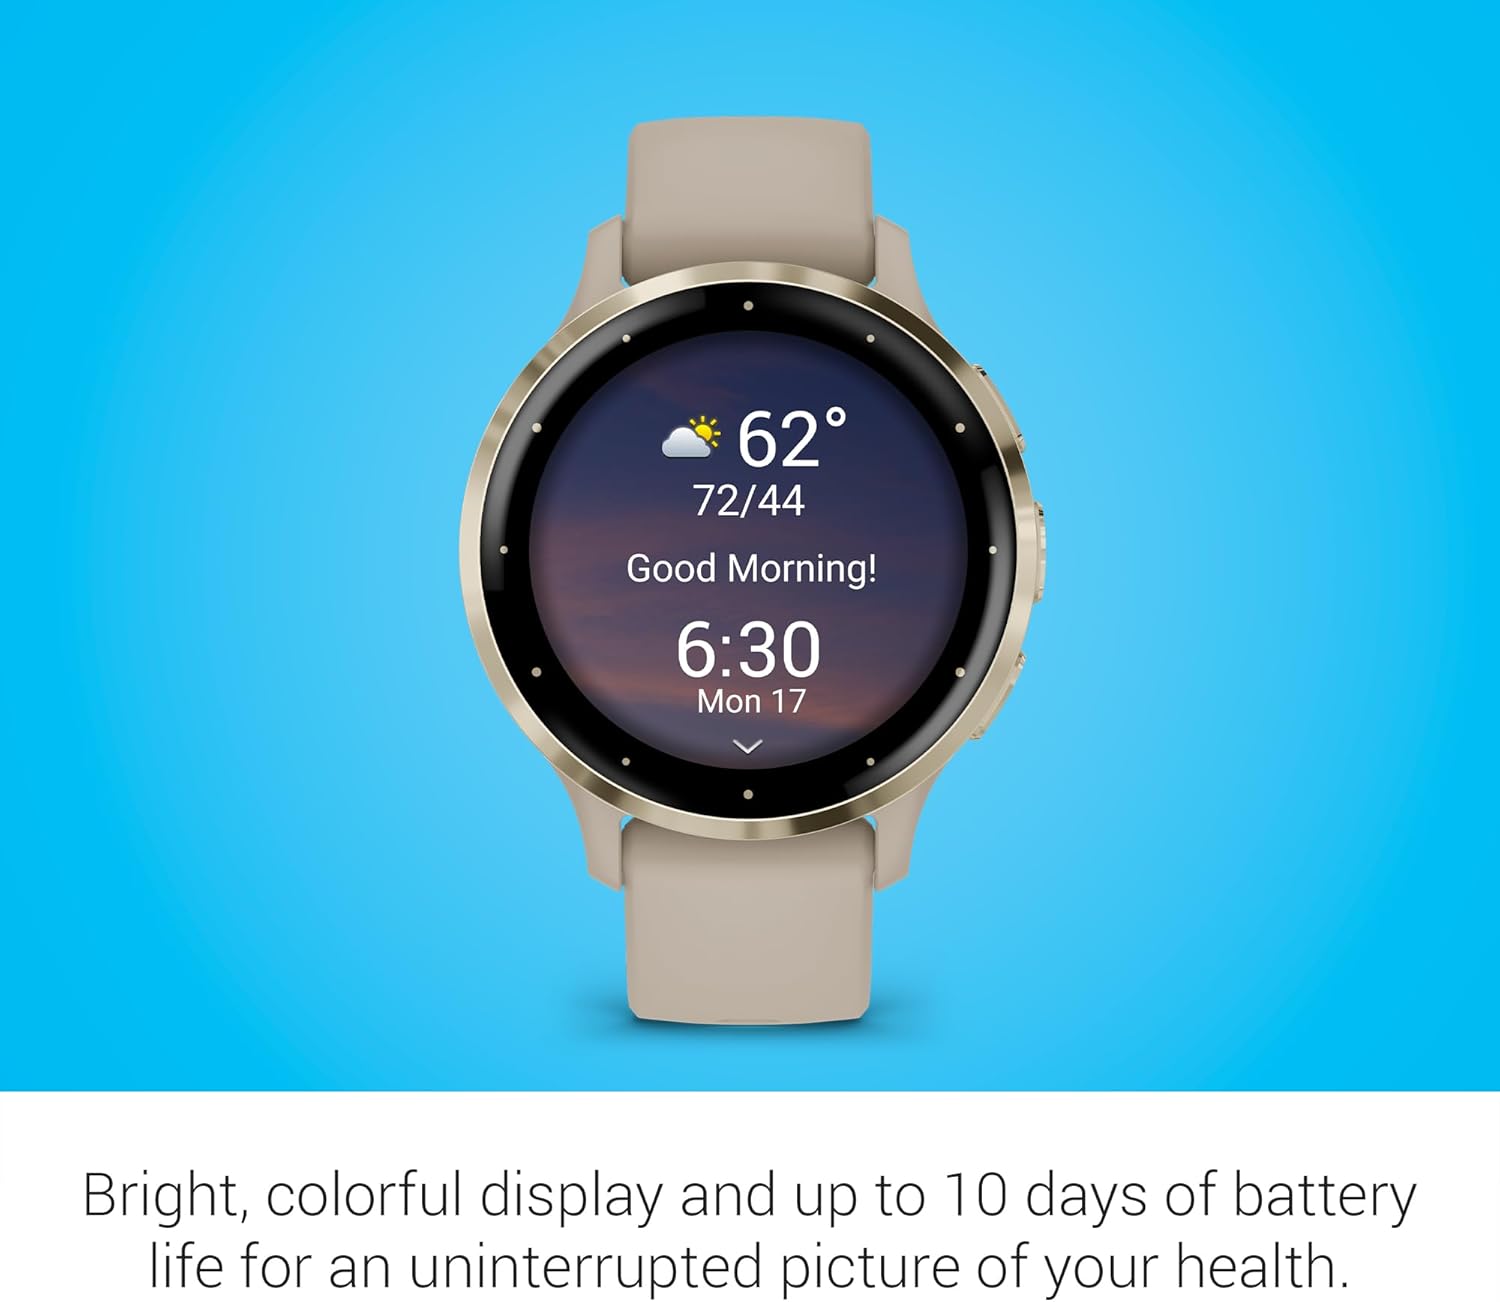 62°
72/44
Good Morning!
6:30
Mon 17
Bright, colorful display and up to 10 days of battery
life for an uninterrupted picture of your health.